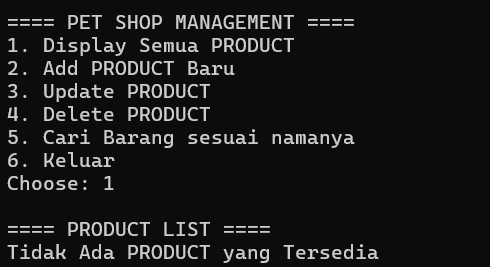 ==== PET SHOP MANAGEMENT ====
1. Display Semua PRODUCT
2. Add PRODUCT Baru
3. Update PRODUCT
4. Delete PRODUCT
5. Cari Barang sesuai namanya
6. Keluar
Choose: 1
==== PRODUCT LIST ====
Tidak Ada PRODUCT yang Tersedia